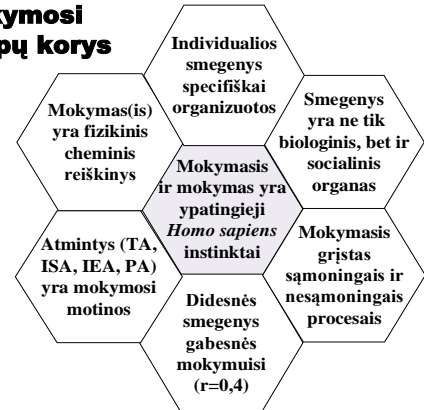 kymosi
pų korys
Individualios
smegenys
specifiškai
organizuotos
Mokymas(is)
yra fizikinis
cheminis
reiškinys
Smegenys
yra ne tik
biologinis, bet ir
socialinis
organas
Mokymasis
ir mokymas yra
ypatingieji
Homo sapiens
instinktai
Atmintys (TA,
ISA, IEA, PA)
yra mokymosi
motinos
Mokymasis
grįstas
sąmoningais ir
nesąmoningais
procesais
Didesnės
smegenys
gabesnės
mokymuisi
(r=0,4)